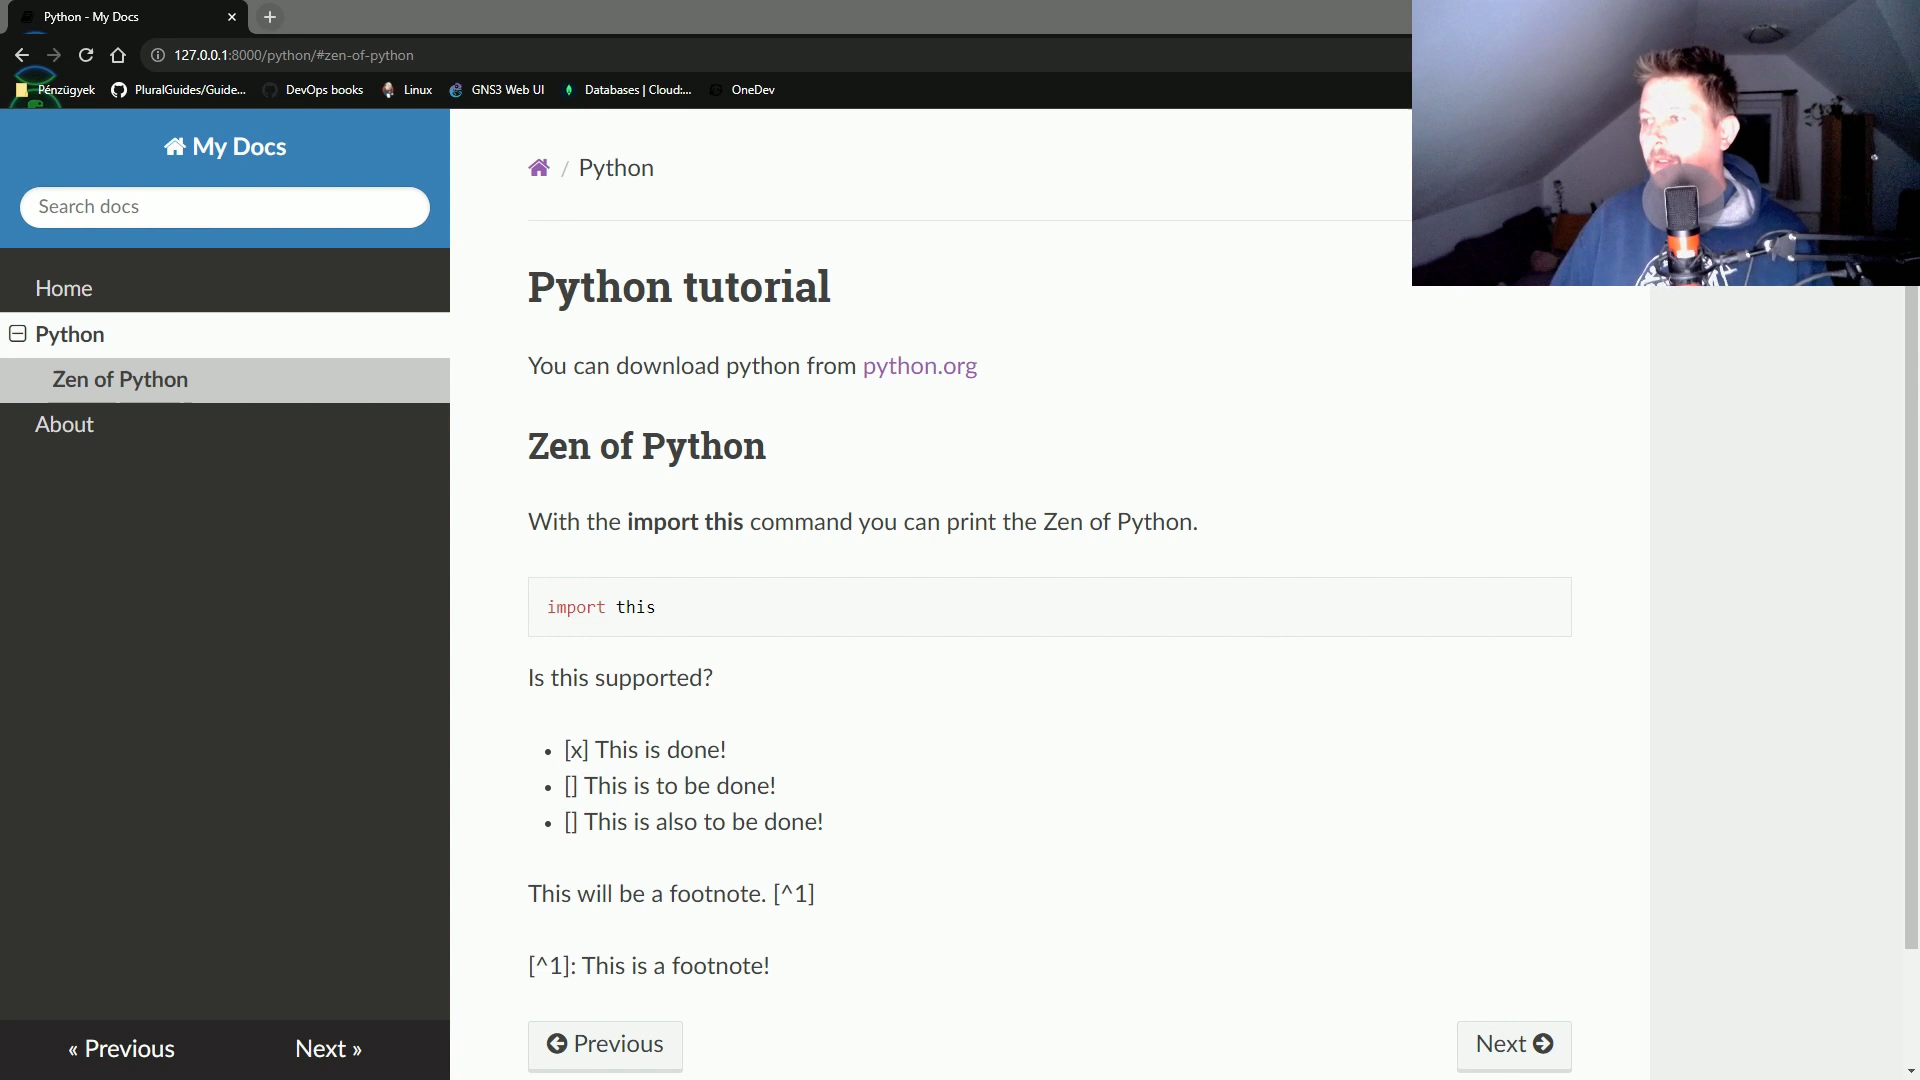 Python - My Docs
127.0.0.1:8000/python/#zen-of-python
Pénzügyek
PluralGuides/Guide...
DevOps books
Linux
GNS3 Web UI
Databases | Cloud:...
OneDev
My Docs
Search docs
Home
Python
Zen of Python
About
« Previous
Next »
/ Python
Python tutorial
You can download python from python.org
Zen of Python
With the import this command you can print the Zen of Python.
import this
Is this supported?
• [x] This is done!
• [] This is to be done!
• [] This is also to be done!
This will be a footnote. [^1]
[^1]: This is a footnote!
Previous
Next